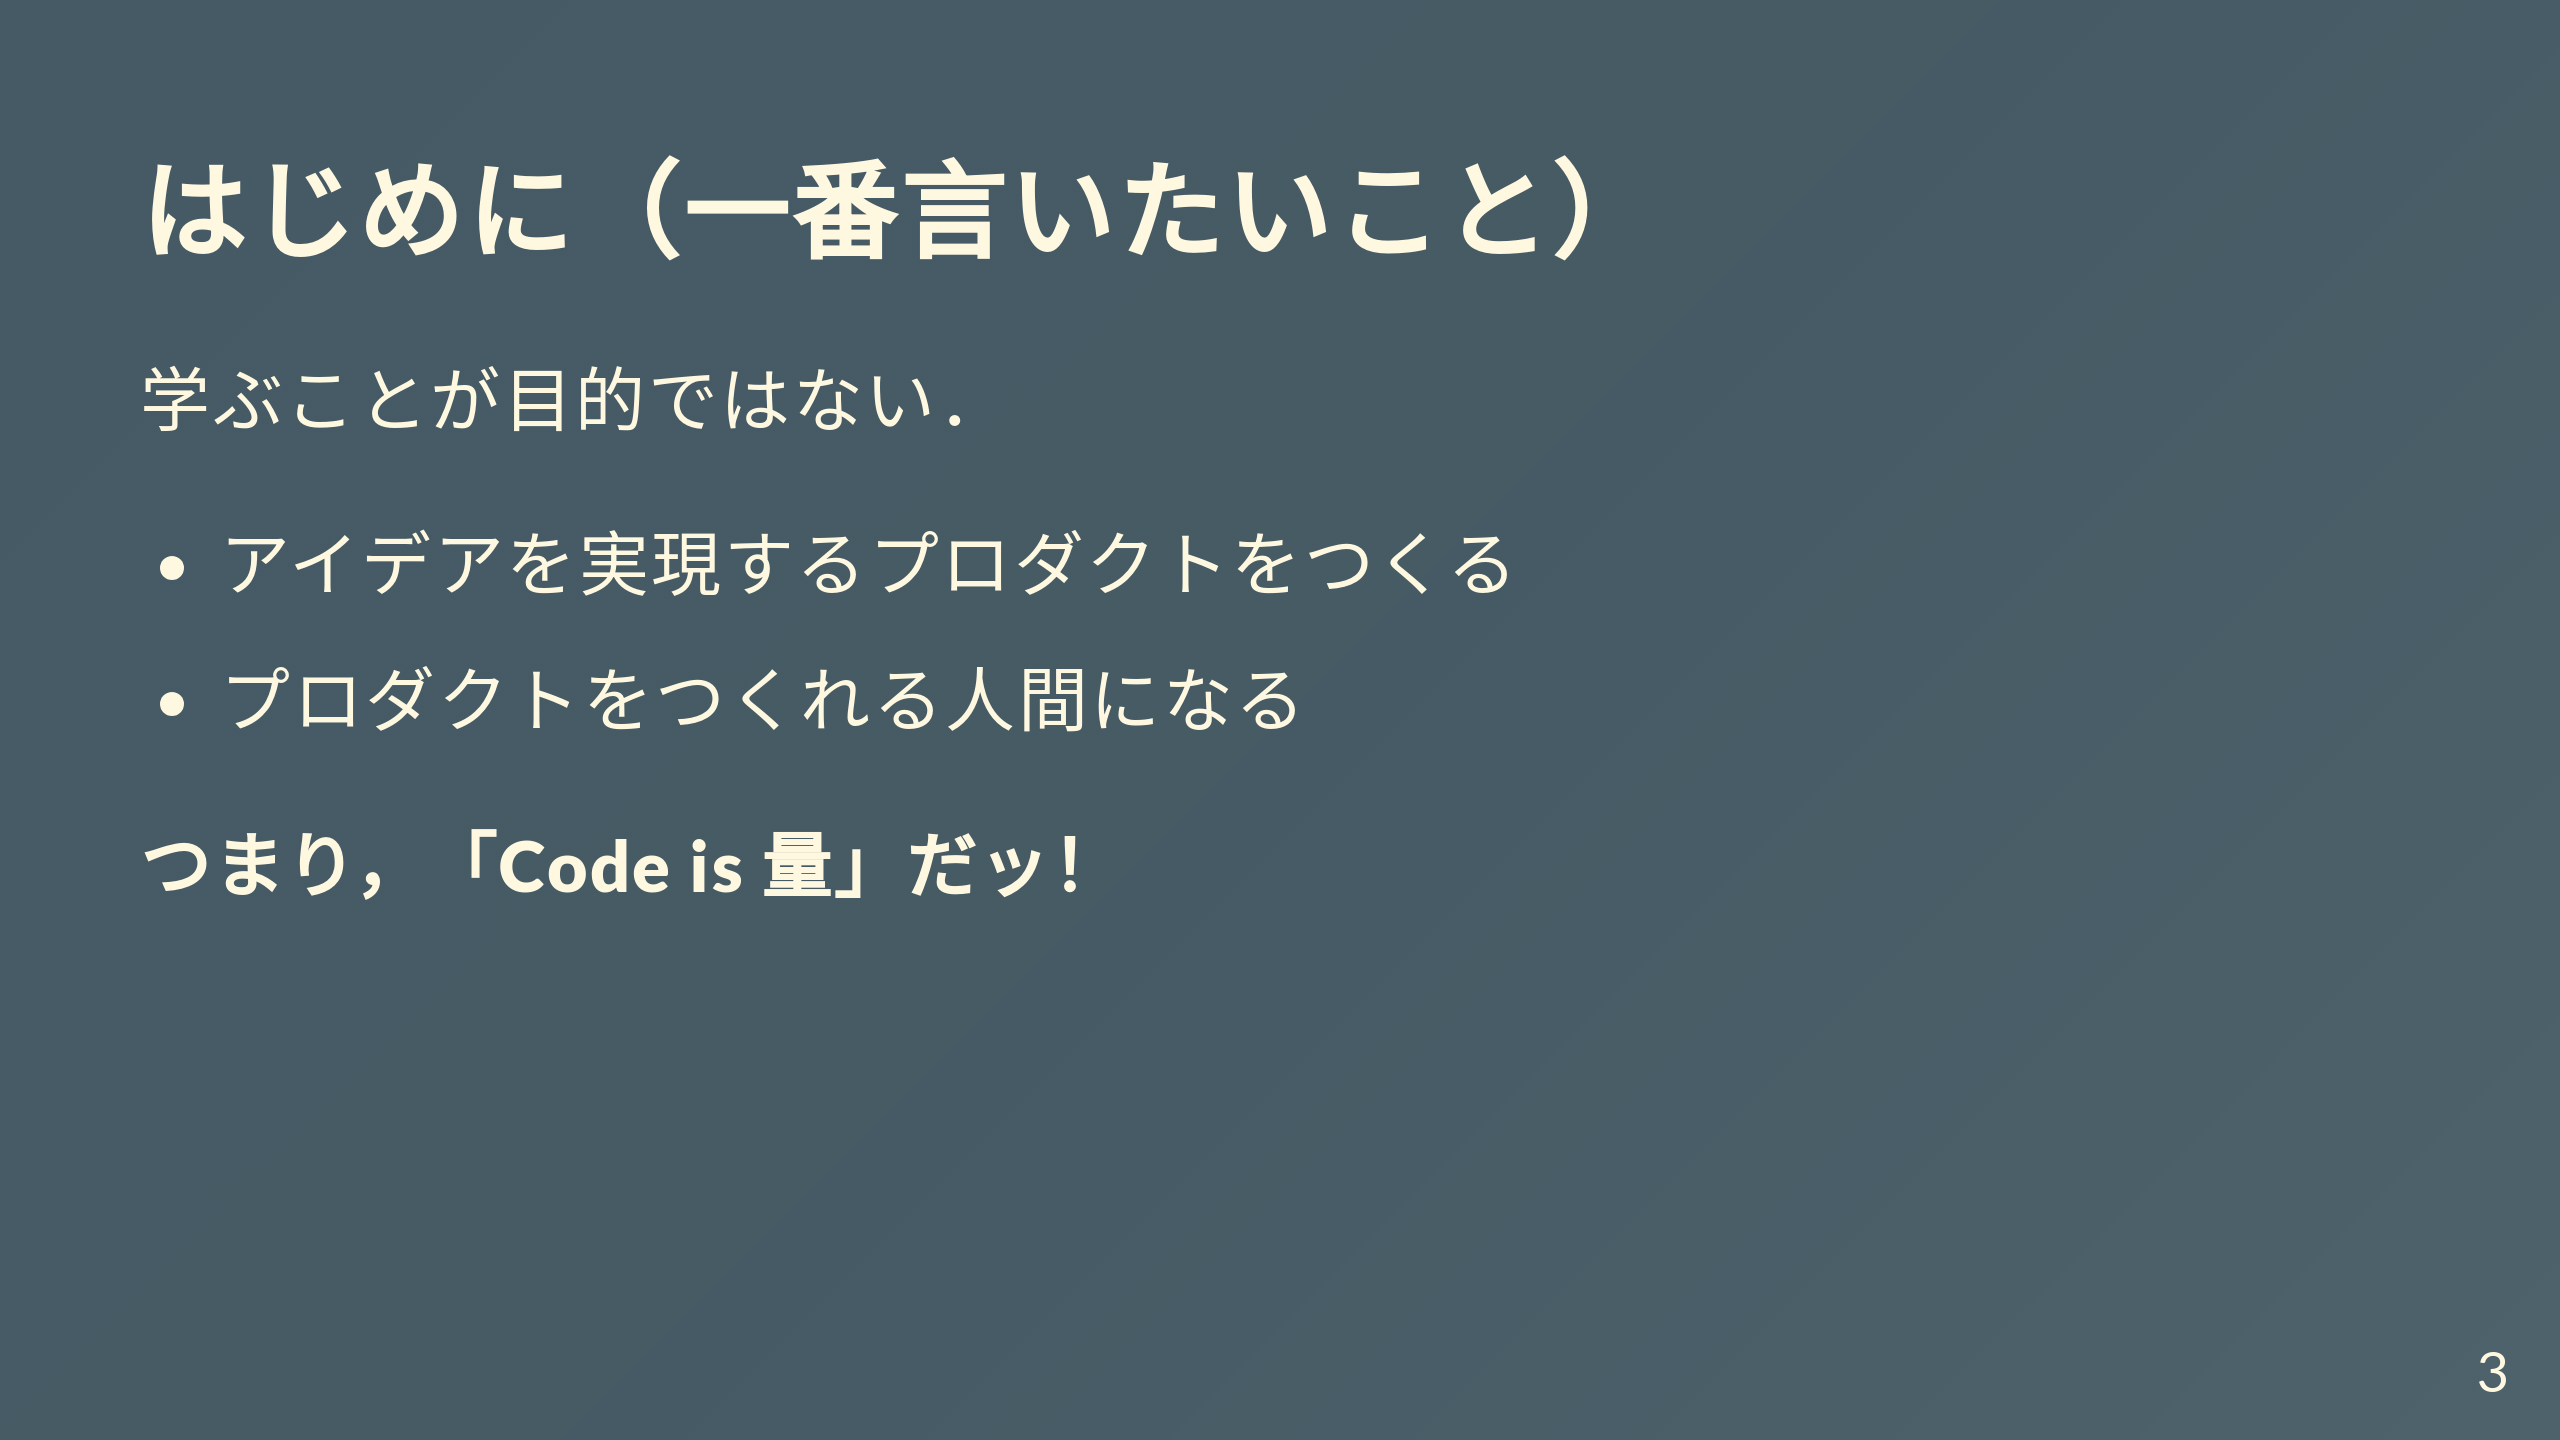 はじめに（一番言いたいこと）
学ぶことが目的ではない．
• アイデアを実現するプロダクトをつくる
• プロダクトをつくれる人間になる
つまり，「Code is 量」だッ！
3